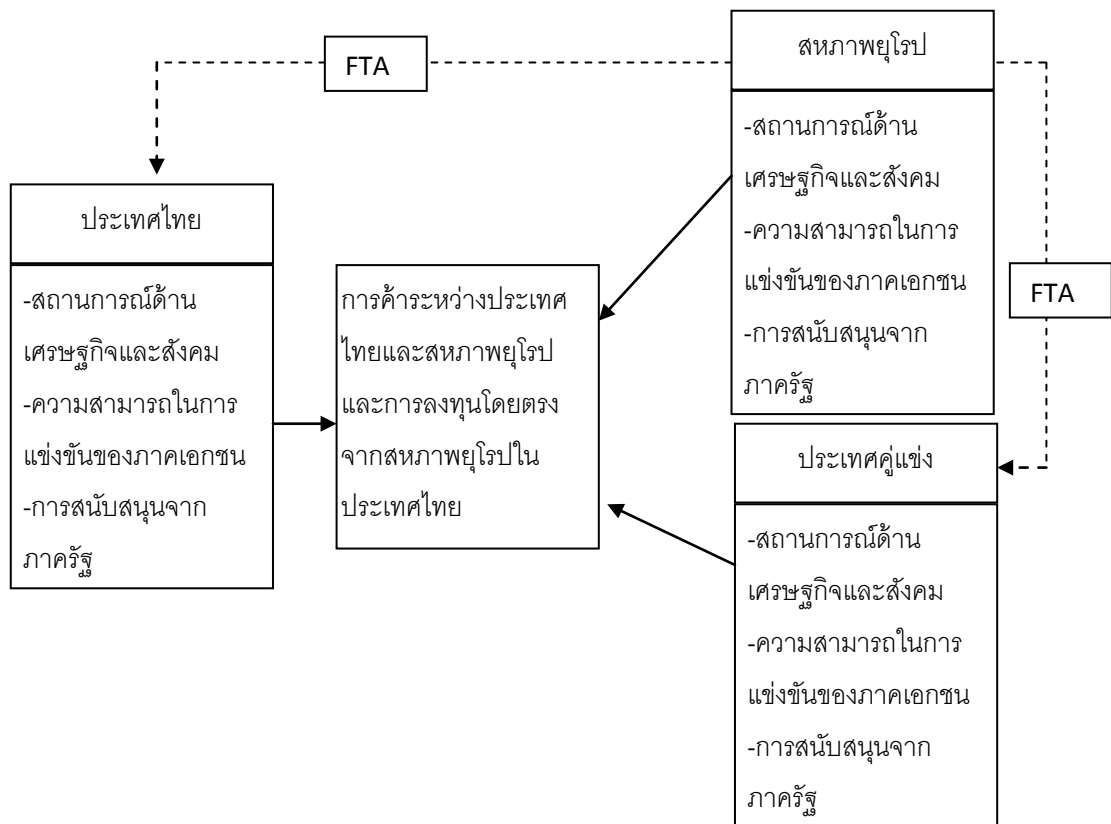 สหภาพยุโรป
FTA
-สถานการณ์ด้าน
เศรษฐกิจและสังคม
-ความสามารถในการ
แข่งขันของภาคเอกชน
-การสนับสนุนจาก
ภาครัฐ
FTA
ประเทศไทย
-สถานการณ์ด้าน
เศรษฐกิจและสังคม
-ความสามารถในการ
แข่งขันของภาคเอกชน
-การสนับสนุนจาก
ภาครัฐ
การค้าระหว่างประเทศ
ไทยและสหภาพยุโรป
และการลงทุนโดยตรง
จากสหภาพยุโรปใน
ประเทศไทย
ประเทศคู่แข่ง
-สถานการณ์ด้าน
เศรษฐกิจและสังคม
-ความสามารถในการ
แข่งขันของภาคเอกชน
-การสนับสนุนจาก
ภาครัฐ